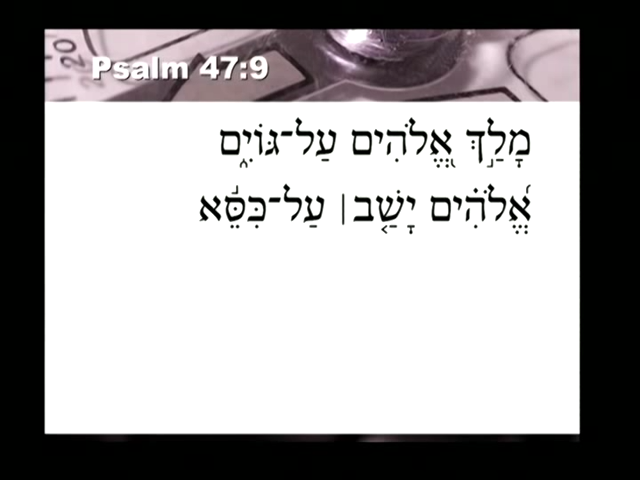 Psalm 47:9
מָלַ֣ךְ אֱ֭לֹהִים עַל־גּוֹיִ֑ם
אֱ֝לֹהִ֗ים יָשַׁ֤ב ׀ עַל־כִּסֵּ֬א